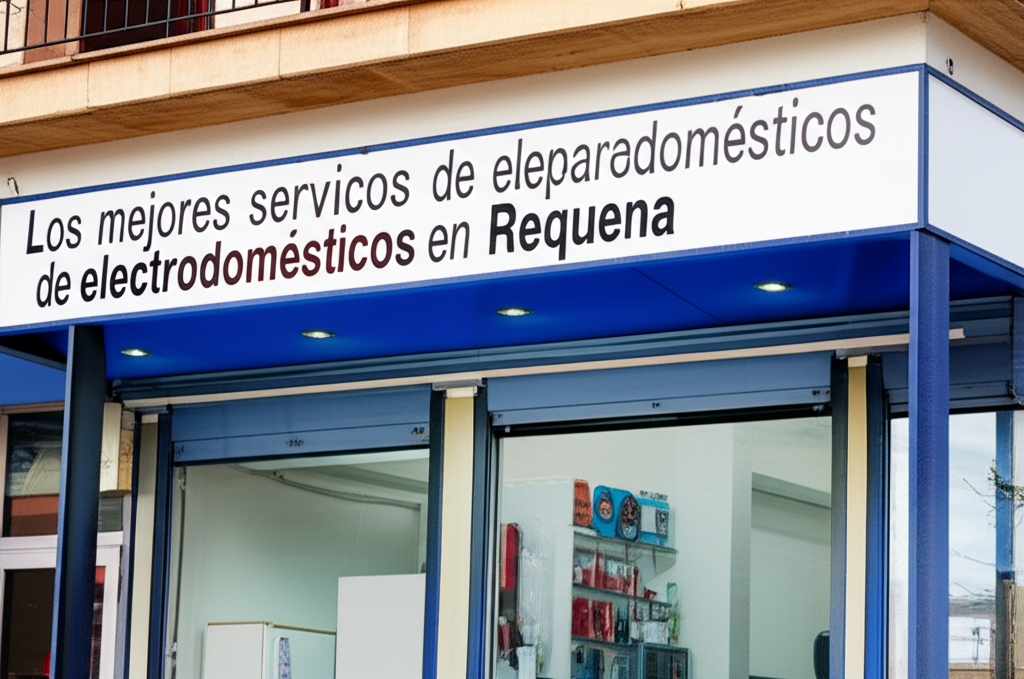 Los mejores servicos de eleparadomésticos
de electrodomésticos en Requena